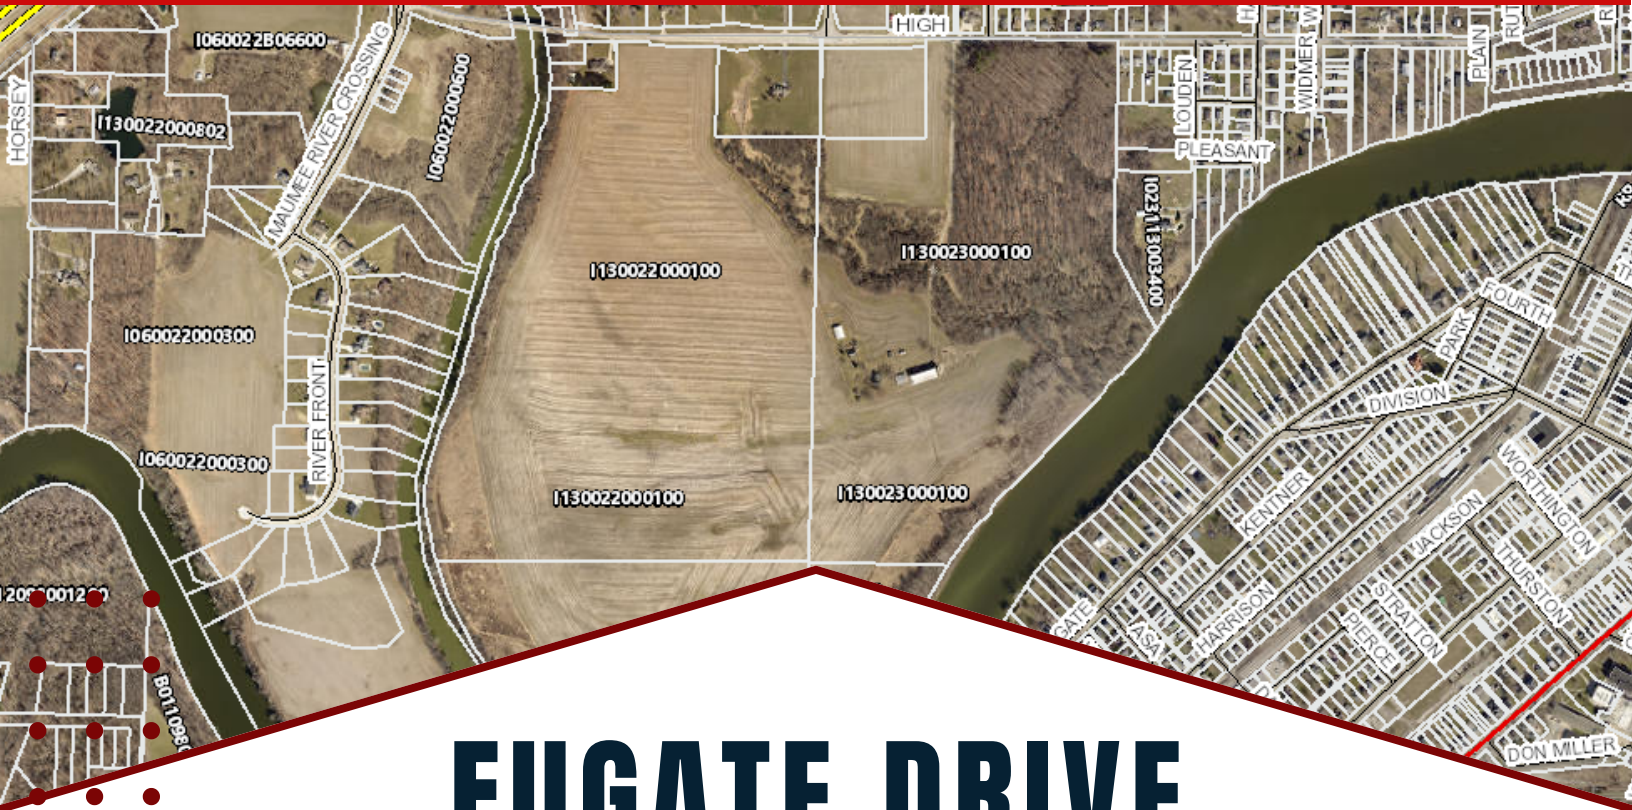 HIGH
I060022B06600
MAUMEE RIVER CROSSING
I060022000600
HORSEY
I130022000802
PLAIN
WIDMER
LOUDEN
PLEASANT
I023113003400
I130023000100
I130022000100
I060022000300
FOURTH
PARK
DIVISION
RIVER FRONT
I060022000300
I130022000100
I130023000100
KENTNER
WORTHINGTON
JACKSON
THURSTON
STRATTON
PIERCE
HARRISON
ASA
DON MILLER
FUGATE DRIVE